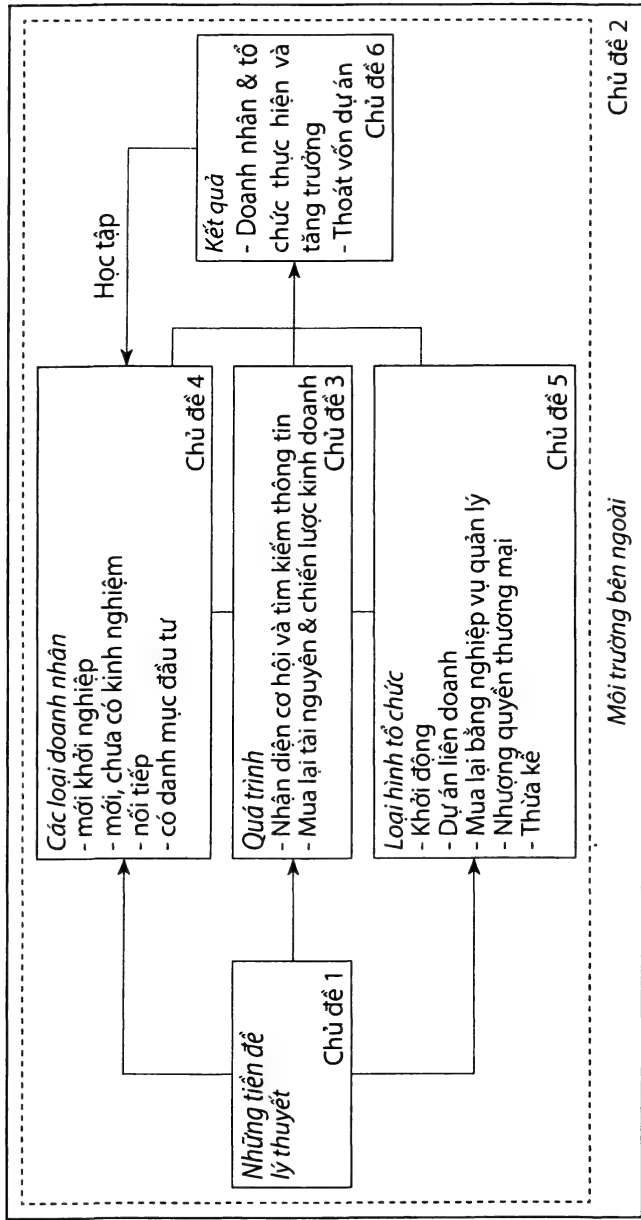 Những tiền đề
lý thuyết
Chủ đề 1
Các loại doanh nhân
- mới khởi nghiệp
- mới, chưa có kinh nghiệm
- nối tiếp
- có danh mục đầu tư
Chủ đề 4
Quá trình
- Nhận diện cơ hội và tìm kiếm thông tin
- Mua lại tài nguyên & chiến lược kinh doanh
Chủ đề 3
Loại hình tổ chức
- Khởi động
- Dự án liên doanh
- Mua lại bằng nghiệp vụ quản lý
- Nhượng quyền thương mại
- Thừa kế
Chủ đề 5
Học tập
Kết quả
- Doanh nhân & tổ
chức thực hiện và
tăng trưởng
- Thoát vốn dự án
Chủ đề 6
Môi trường bên ngoài
Chủ đề 2